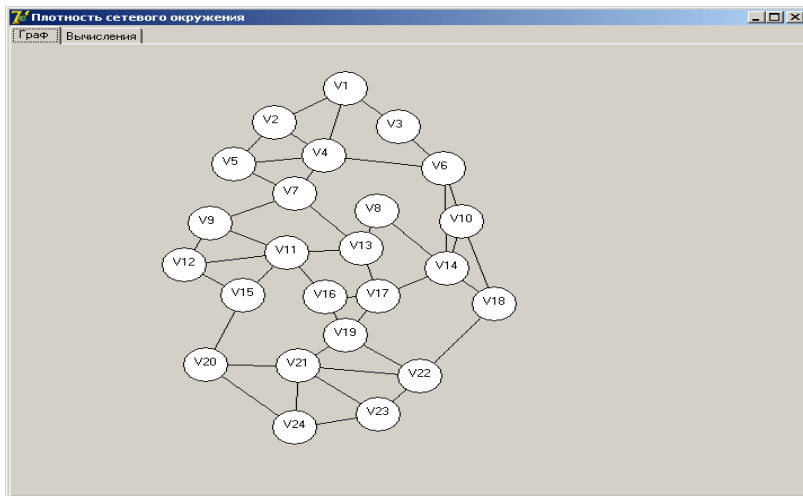 Плотность сетевого окружения
Граф Вычисления
V1
V2
V3
V4
V5
V6
V7
V8
V9
V10
V11
V13
V12
V14
V15
V16
V17
V18
V19
V20
V21
V22
V23
V24